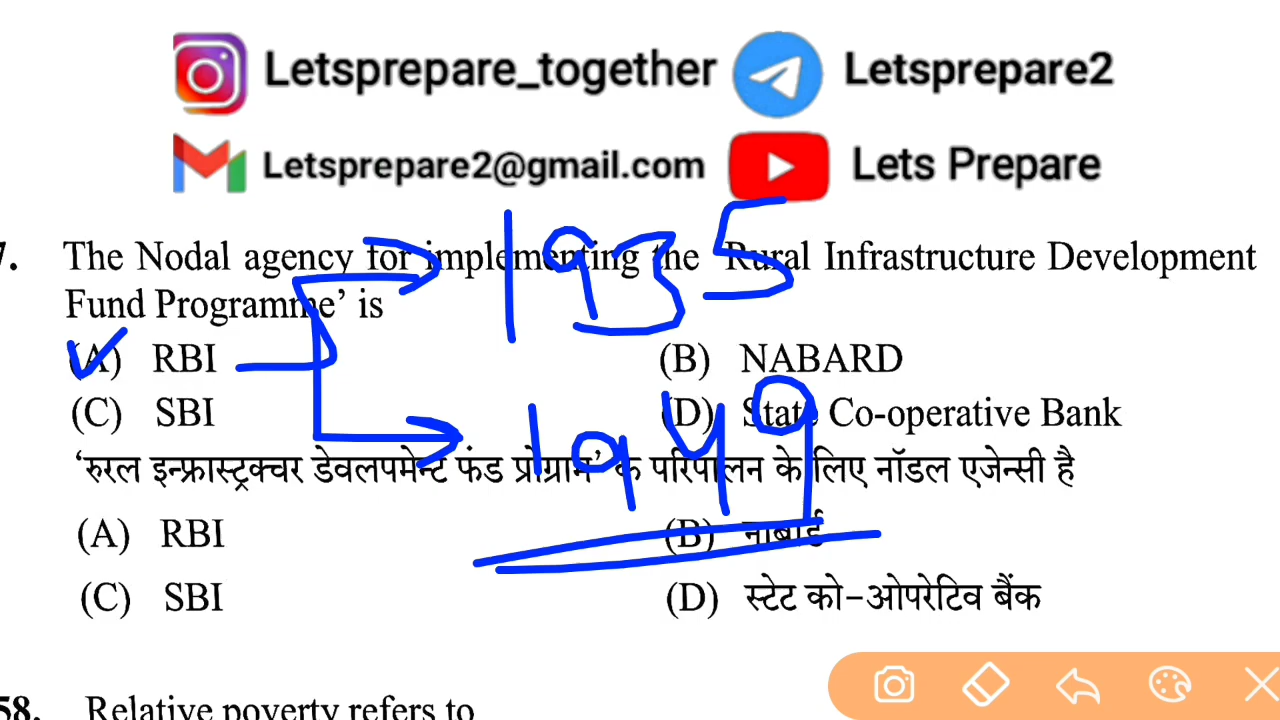 Letsprepare_together Letsprepare2
Letsprepare2@gmail.com Lets Prepare
7. The Nodal agency for implementing the ‘Rural Infrastructure Development
Fund Programme’ is
(A) RBI (B) NABARD
(C) SBI (D) State Co-operative Bank
‘रुरल इन्फ्रास्ट्रक्चर डेवलपमेन्ट फंड प्रोग्राम’ के परिपालन के लिए नॉडल एजेन्सी है
(A) RBI (B) नाबार्ड
(C) SBI (D) स्टेट को-ओपरेटिव बैंक
58. Relative poverty refers to
1935
1949